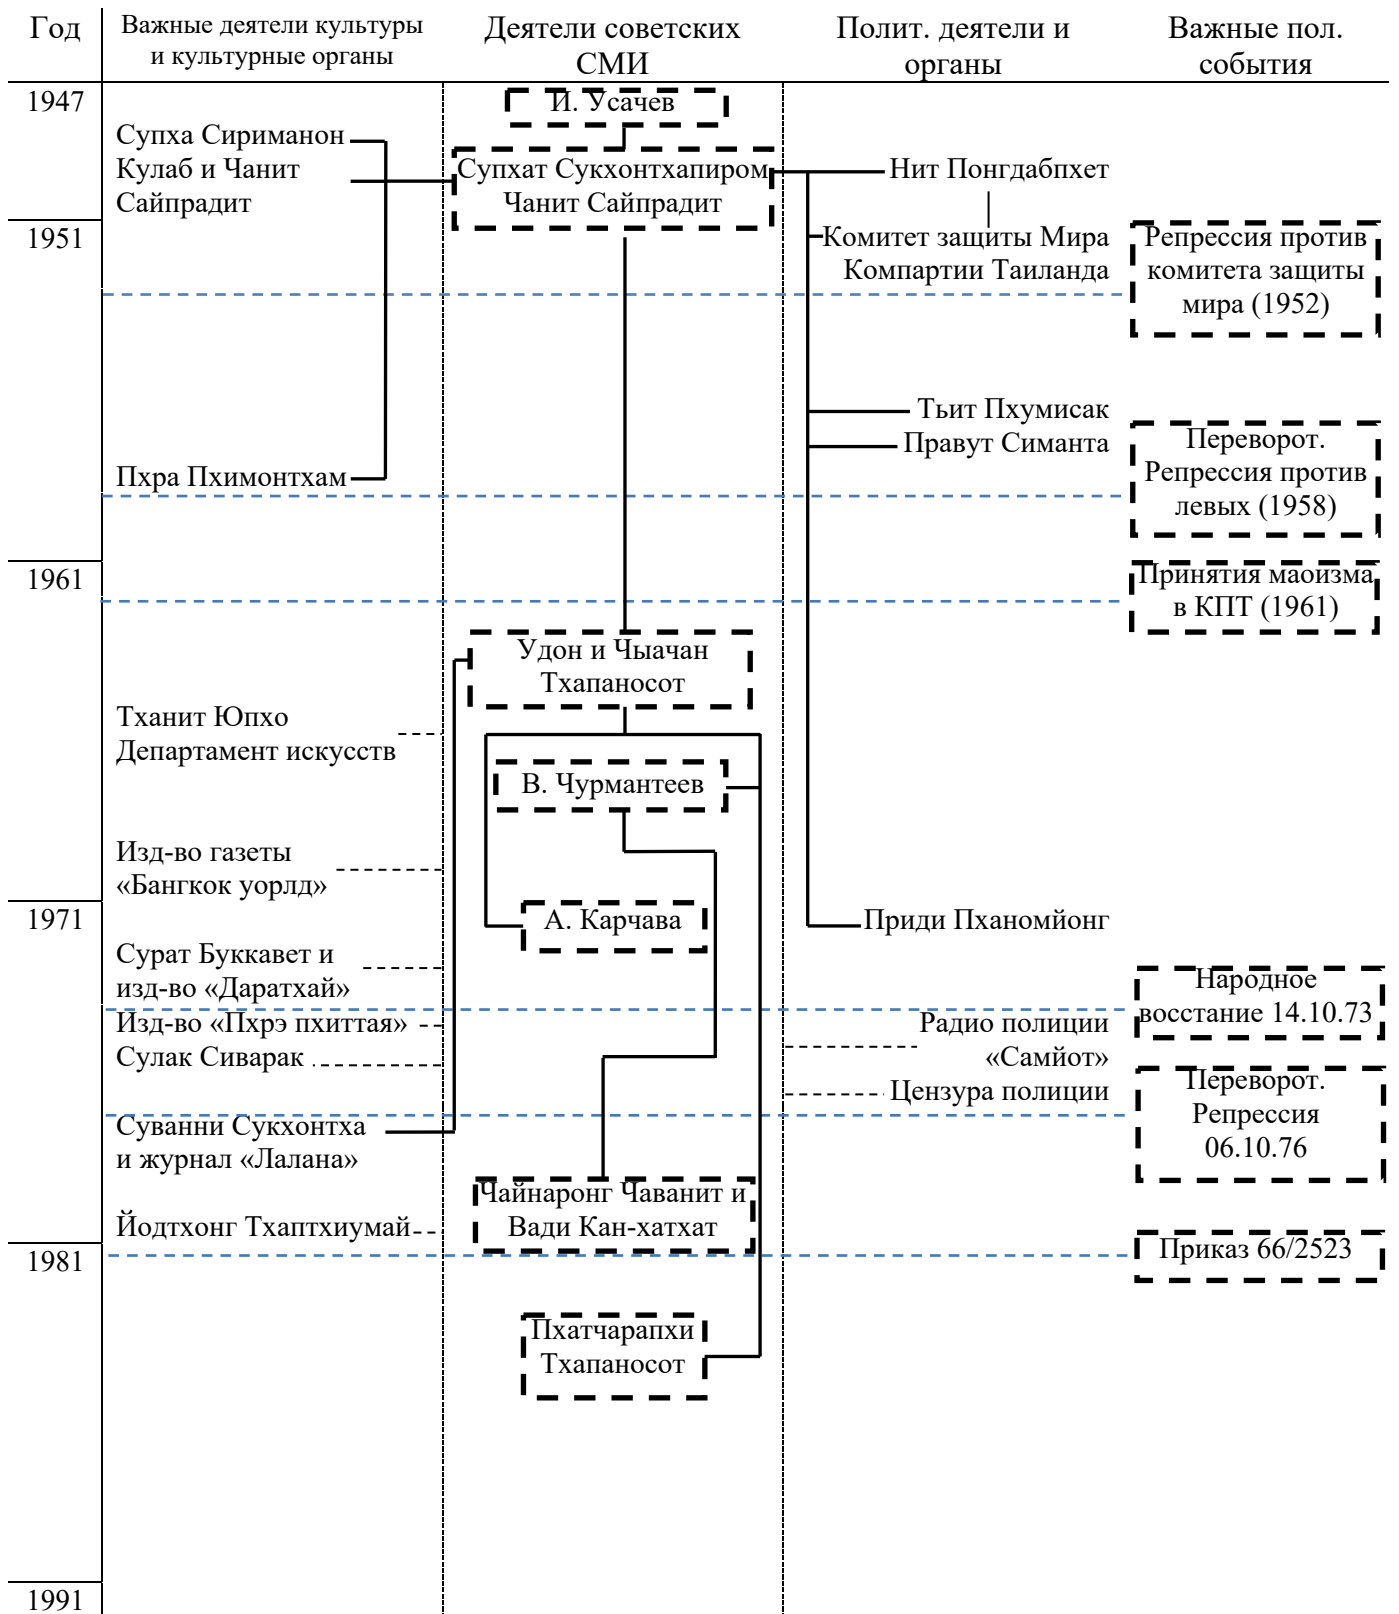 Год
Важные деятели культуры
и культурные органы
Деятели советских
СМИ
Полит. деятели и
органы
Важные пол.
события
1947
И. Усачев
Супха Сириманон
Кулаб и Чанит
Сайпрадит
Супхат Сукхонтхапиром
Чанит Сайпрадит
Нит Понгдабпхет
1951
Комитет защиты Мира
Компартии Таиланда
Репрессия против
комитета защиты
мира (1952)
Тьит Пхумисак
Правут Симанта
Переворот.
Репрессия против
левых (1958)
Пхра Пхимонтхам
1961
Принятия маоизма
в КПТ (1961)
Удон и Чыачан
Тхапаносот
Тханит Юпхо
Департамент искусств
В. Чурмантеев
Изд-во газеты
«Бангкок уорлд»
1971
А. Карчава
Приди Пханомйонг
Сурат Буккавет и
изд-во «Даратхай»
Народное
восстание 14.10.73
Изд-во «Пхрэ пхиттая»
Сулак Сиварак
Радио полиции
«Самйот»
Цензура полиции
Переворот.
Репрессия
06.10.76
Суванни Сукхонтха
и журнал «Лалана»
Чайнаронг Чаванит и
Вади Кан-хатхат
Йодтхонг Тхаптхиумай
1981
Приказ 66/2523
Пхатчарапхи
Тхапаносот
1991